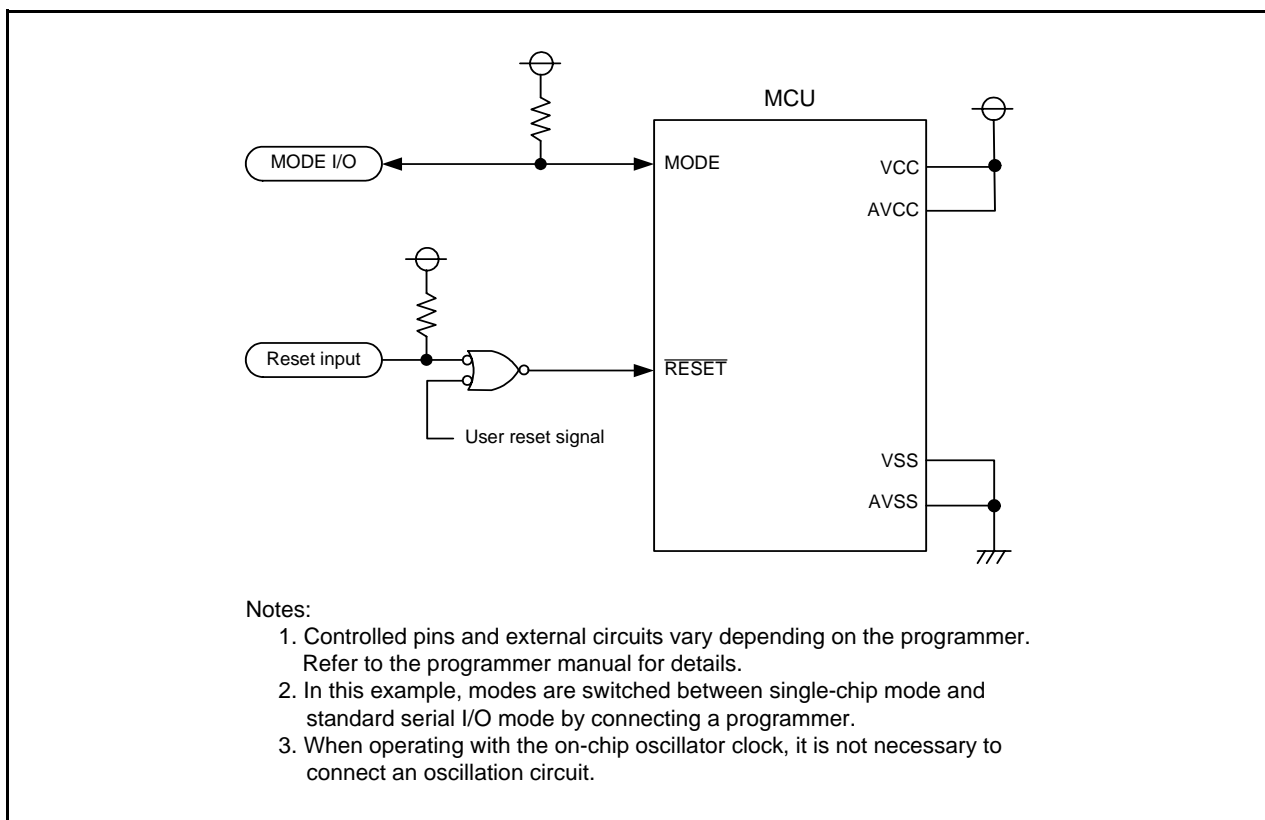 MCU
MODE I/O
MODE
VCC
AVCC
Reset input
RESET
User reset signal
VSS
AVSS
Notes:
1. Controlled pins and external circuits vary depending on the programmer.
Refer to the programmer manual for details.
2. In this example, modes are switched between single-chip mode and
standard serial I/O mode by connecting a programmer.
3. When operating with the on-chip oscillator clock, it is not necessary to
connect an oscillation circuit.